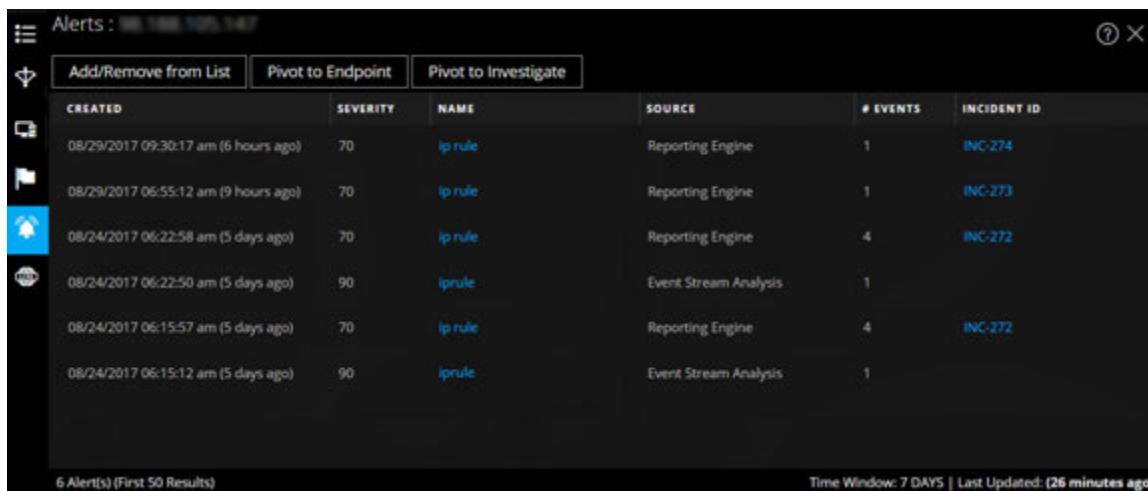 Alerts :
Add/Remove from List Pivot to Endpoint Pivot to Investigate
CREATED SEVERITY NAME SOURCE # EVENTS INCIDENT ID
08/29/2017 09:30:17 am (6 hours ago) 70 ip rule Reporting Engine 1 INC-274
08/29/2017 06:55:12 am (9 hours ago) 70 ip rule Reporting Engine 1 INC-273
08/24/2017 06:22:58 am (5 days ago) 70 ip rule Reporting Engine 4 INC-272
08/24/2017 06:22:50 am (5 days ago) 90 iprule Event Stream Analysis 1
08/24/2017 06:15:57 am (5 days ago) 70 ip rule Reporting Engine 4 INC-272
08/24/2017 06:15:12 am (5 days ago) 90 iprule Event Stream Analysis 1
6 Alert(s) (First 50 Results) Time Window: 7 DAYS | Last Updated: (26 minutes ago